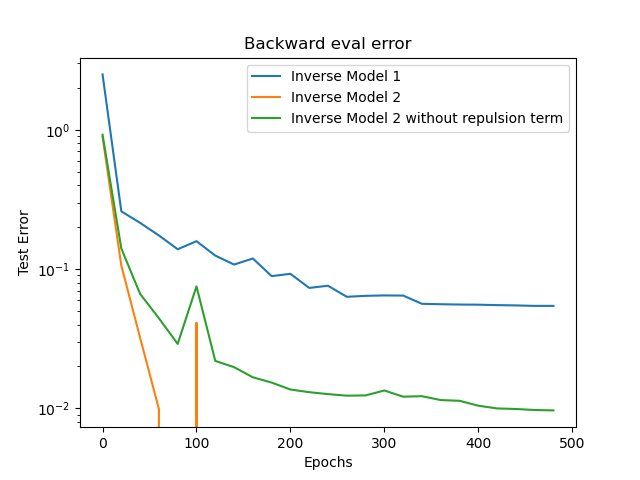 Backward eval error
Inverse Model 1
Inverse Model 2
Inverse Model 2 without repulsion term
Test Error
10⁰
10⁻¹
10⁻²
0 100 200 300 400 500
Epochs